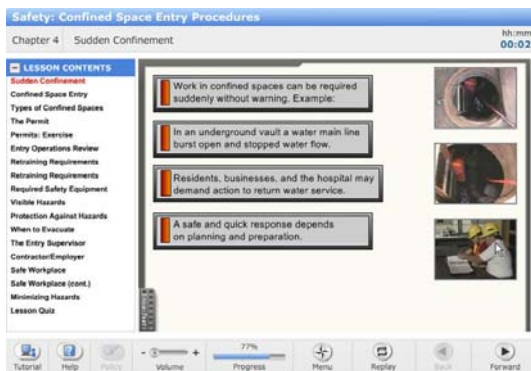 Safety: Confined Space Entry Procedures
Chapter 4 Sudden Confinement
hh:mm
00:02
LESSON CONTENTS
Sudden Confinement
Confined Space Entry
Types of Confined Spaces
The Permit
Permits: Exercise
Entry Operations Review
Retraining Requirements
Retraining Requirements
Required Safety Equipment
Visible Hazards
Protection Against Hazards
When to Evacuate
The Entry Supervisor
Contractor/Employer
Safe Workplace
Safe Workplace (cont.)
Minimizing Hazards
Lesson Quiz
Work in confined spaces can be required
suddenly without warning. Example:
In an underground vault a water main line
burst open and stopped water flow.
Residents, businesses, and the hospital may
demand action to return water service.
A safe and quick response depends
on planning and preparation.
Tutorial
Help
Policy
- +
Volume
77%
Progress
Menu
Replay
Back
Forward